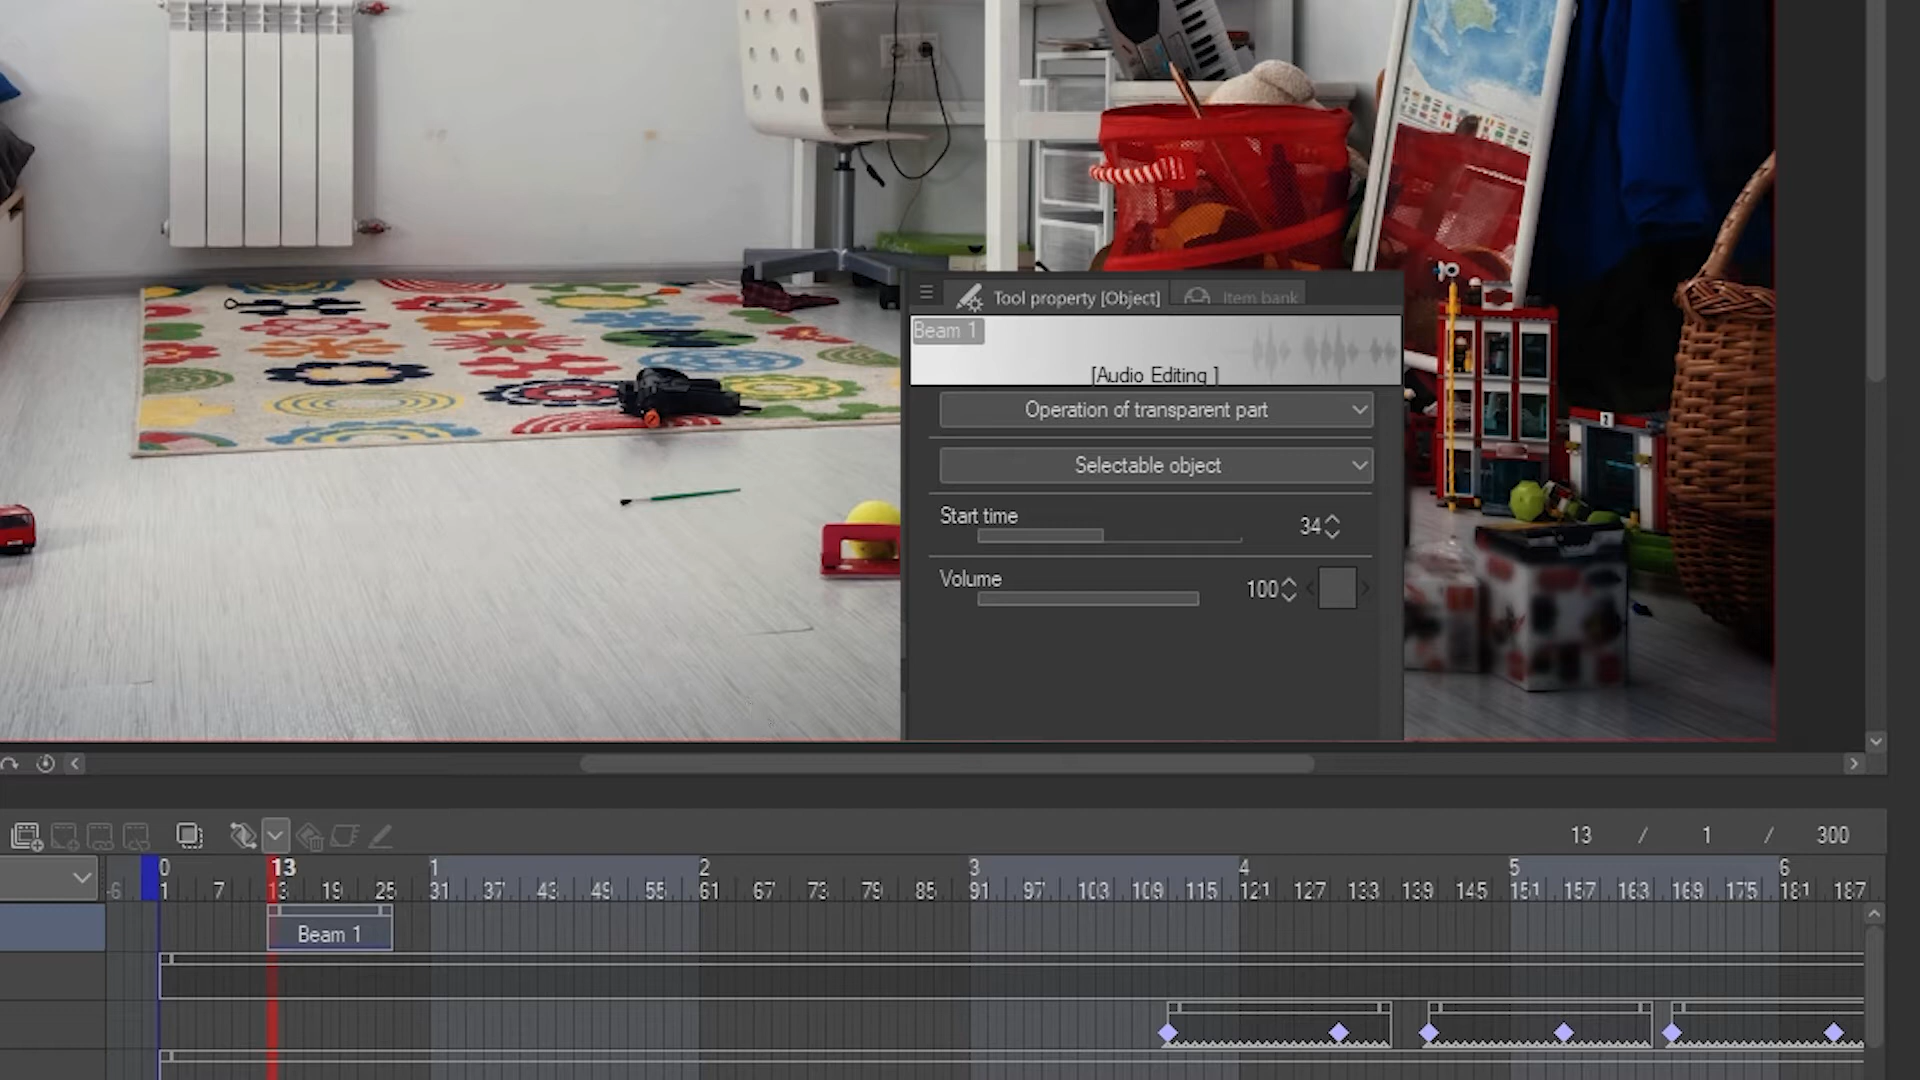 Tool property [Object]
Item bank
Beam 1
[Audio Editing ]
Operation of transparent part
Selectable object
Start time
34
Volume
100
13 / 1 / 300
0 13 1 2 3 4 5 6
-6 1 7 13 19 25 31 37 43 49 55 61 67 73 79 85 91 97 103 109 115 121 127 133 139 145 151 157 163 169 175 181 187
Beam 1
2